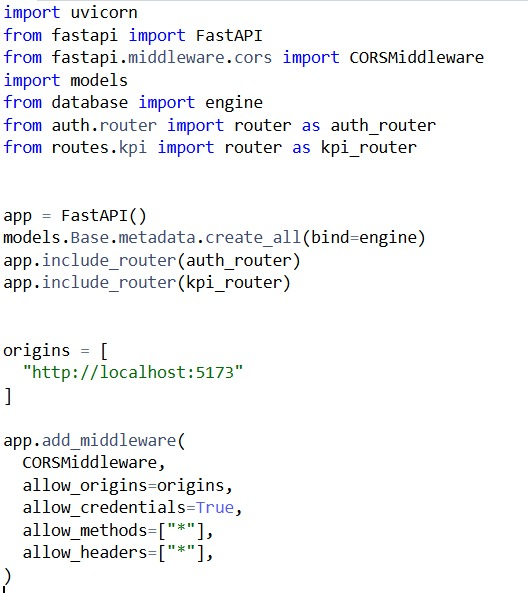 import uvicorn
from fastapi import FastAPI
from fastapi.middleware.cors import CORSMiddleware
import models
from database import engine
from auth.router import router as auth_router
from routes.kpi import router as kpi_router


app = FastAPI()
models.Base.metadata.create_all(bind=engine)
app.include_router(auth_router)
app.include_router(kpi_router)


origins = [
  "http://localhost:5173"
]

app.add_middleware(
  CORSMiddleware,
  allow_origins=origins,
  allow_credentials=True,
  allow_methods=["*"],
  allow_headers=["*"],
)